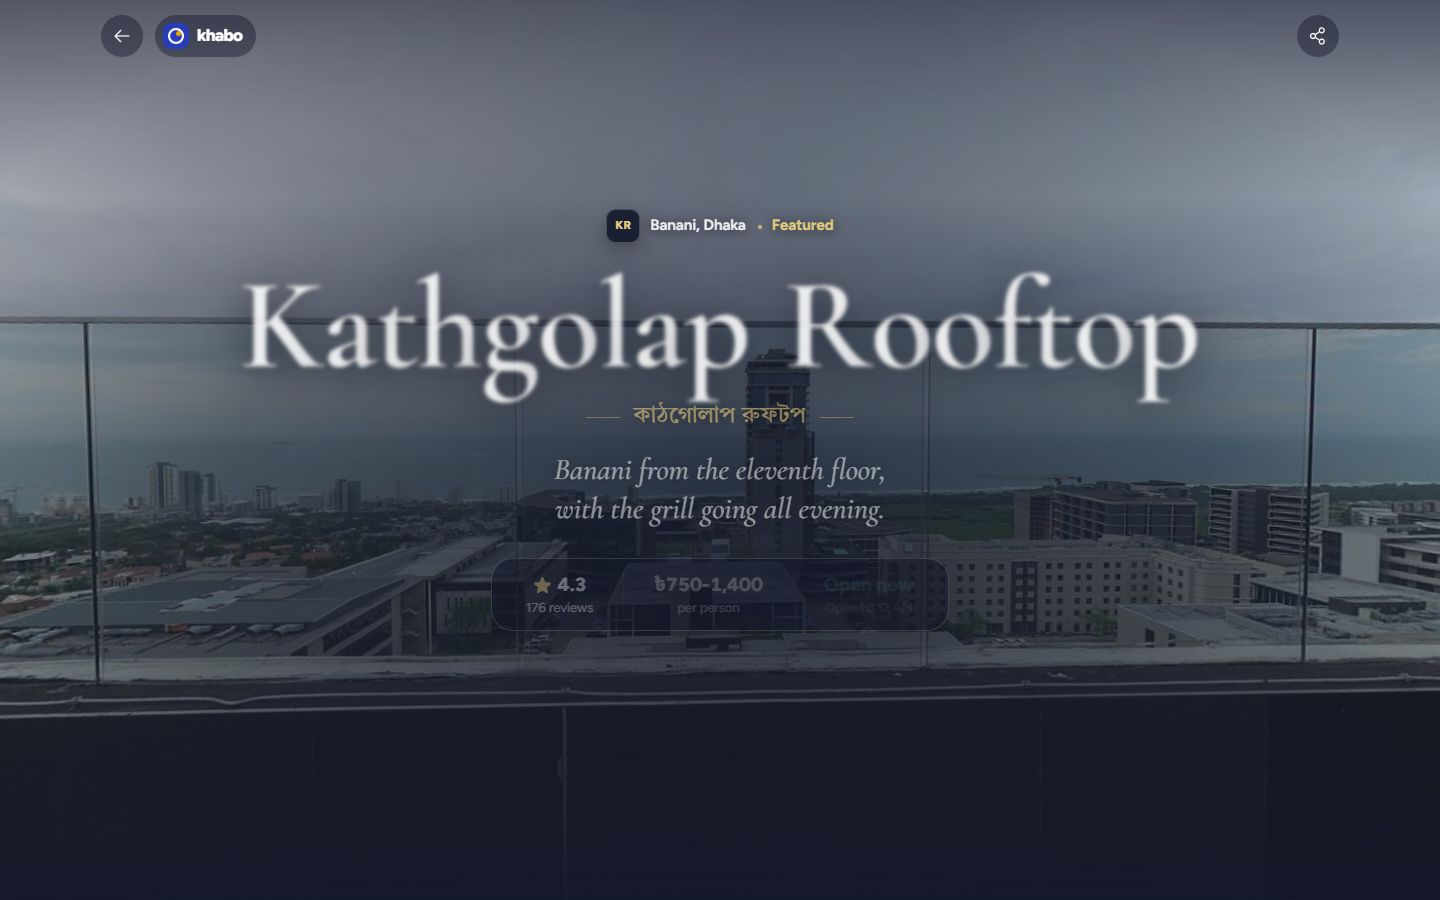 khabo
KR Banani, Dhaka • Featured
Kathgolap Rooftop
কাঠগোলাপ রুফটপ
Banani from the eleventh floor,
with the grill going all evening.
4.3 ৳750-1,400 Open now
176 reviews per person Open till 12 AM